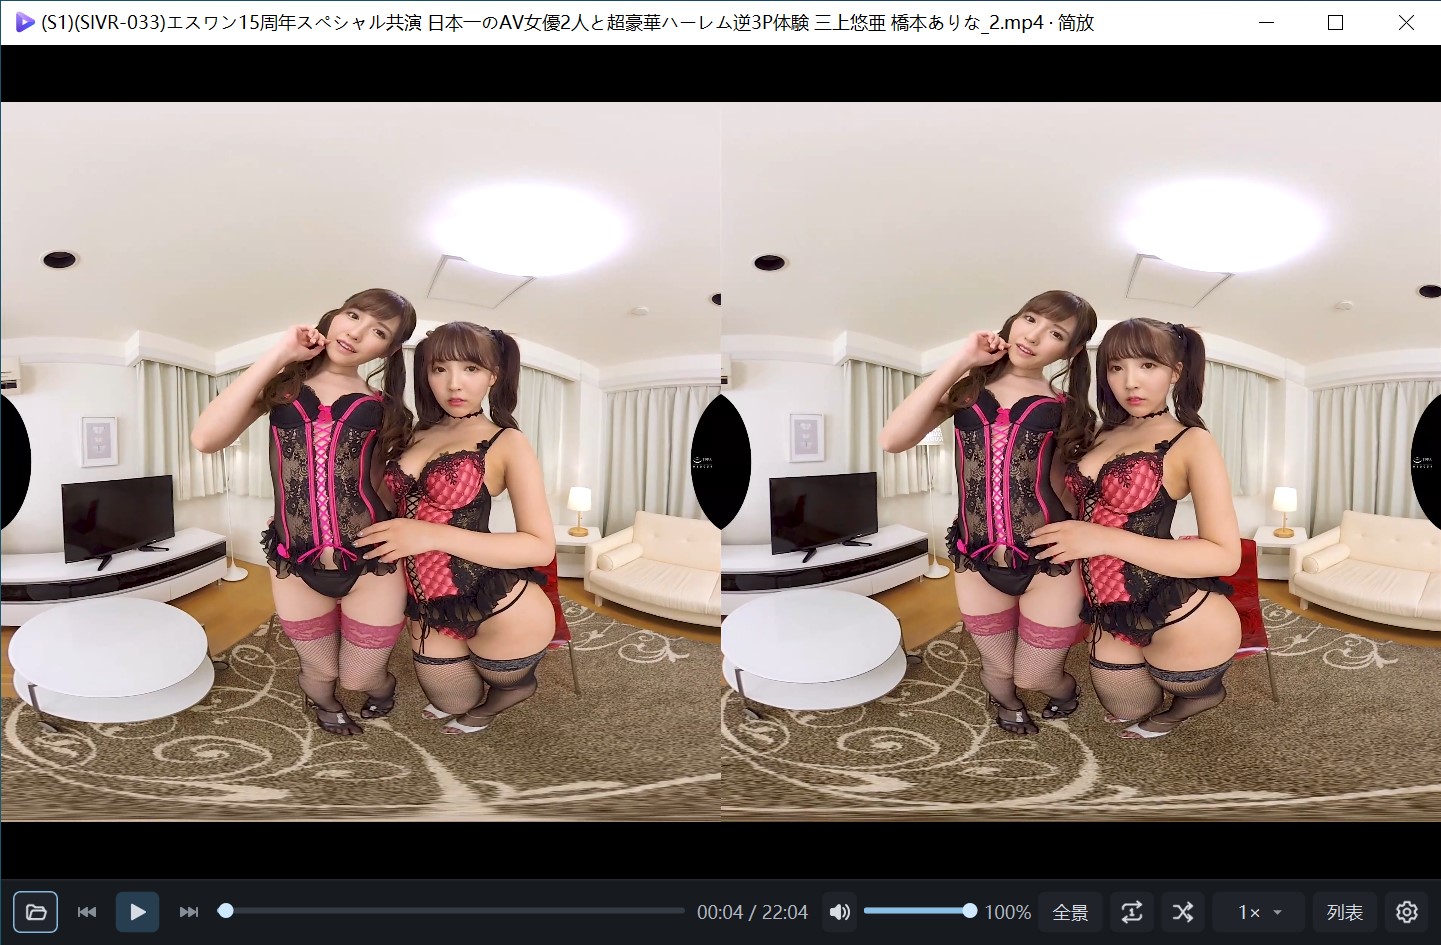 (S1)(SIVR-033)エスワン15周年スペシャル共演 日本一のAV女優2人と超豪華ハーレム逆3P体験 三上悠亜 橋本ありな_2.mp4 · 简放
00:04 / 22:04
100%
全景
1×
列表